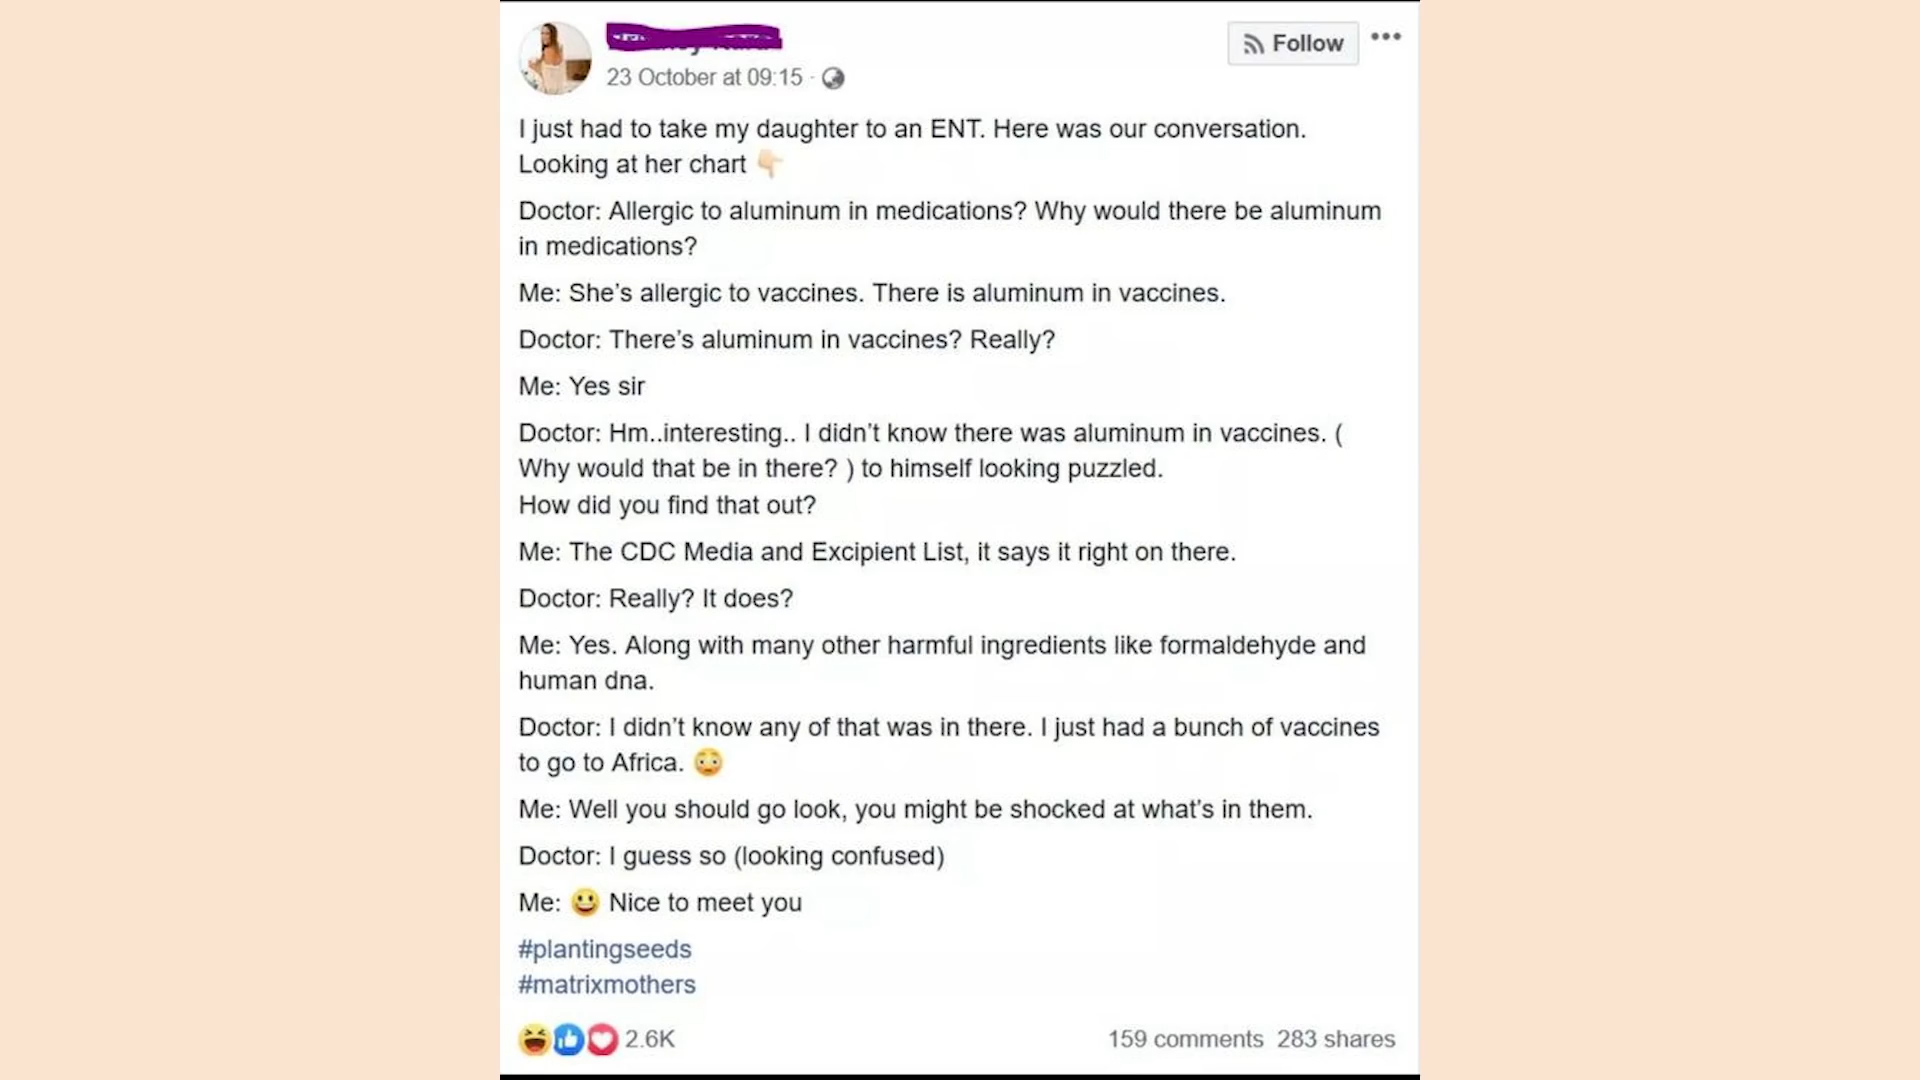 Follow
23 October at 09:15 ·
I just had to take my daughter to an ENT. Here was our conversation.
Looking at her chart 👇🏻
Doctor: Allergic to aluminum in medications? Why would there be aluminum
in medications?
Me: She’s allergic to vaccines. There is aluminum in vaccines.
Doctor: There’s aluminum in vaccines? Really?
Me: Yes sir
Doctor: Hm..interesting.. I didn’t know there was aluminum in vaccines. (
Why would that be in there? ) to himself looking puzzled.
How did you find that out?
Me: The CDC Media and Excipient List, it says it right on there.
Doctor: Really? It does?
Me: Yes. Along with many other harmful ingredients like formaldehyde and
human dna.
Doctor: I didn’t know any of that was in there. I just had a bunch of vaccines
to go to Africa. 😳
Me: Well you should go look, you might be shocked at what’s in them.
Doctor: I guess so (looking confused)
Me: 😃 Nice to meet you
#plantingseeds
#matrixmothers
2.6K
159 comments 283 shares